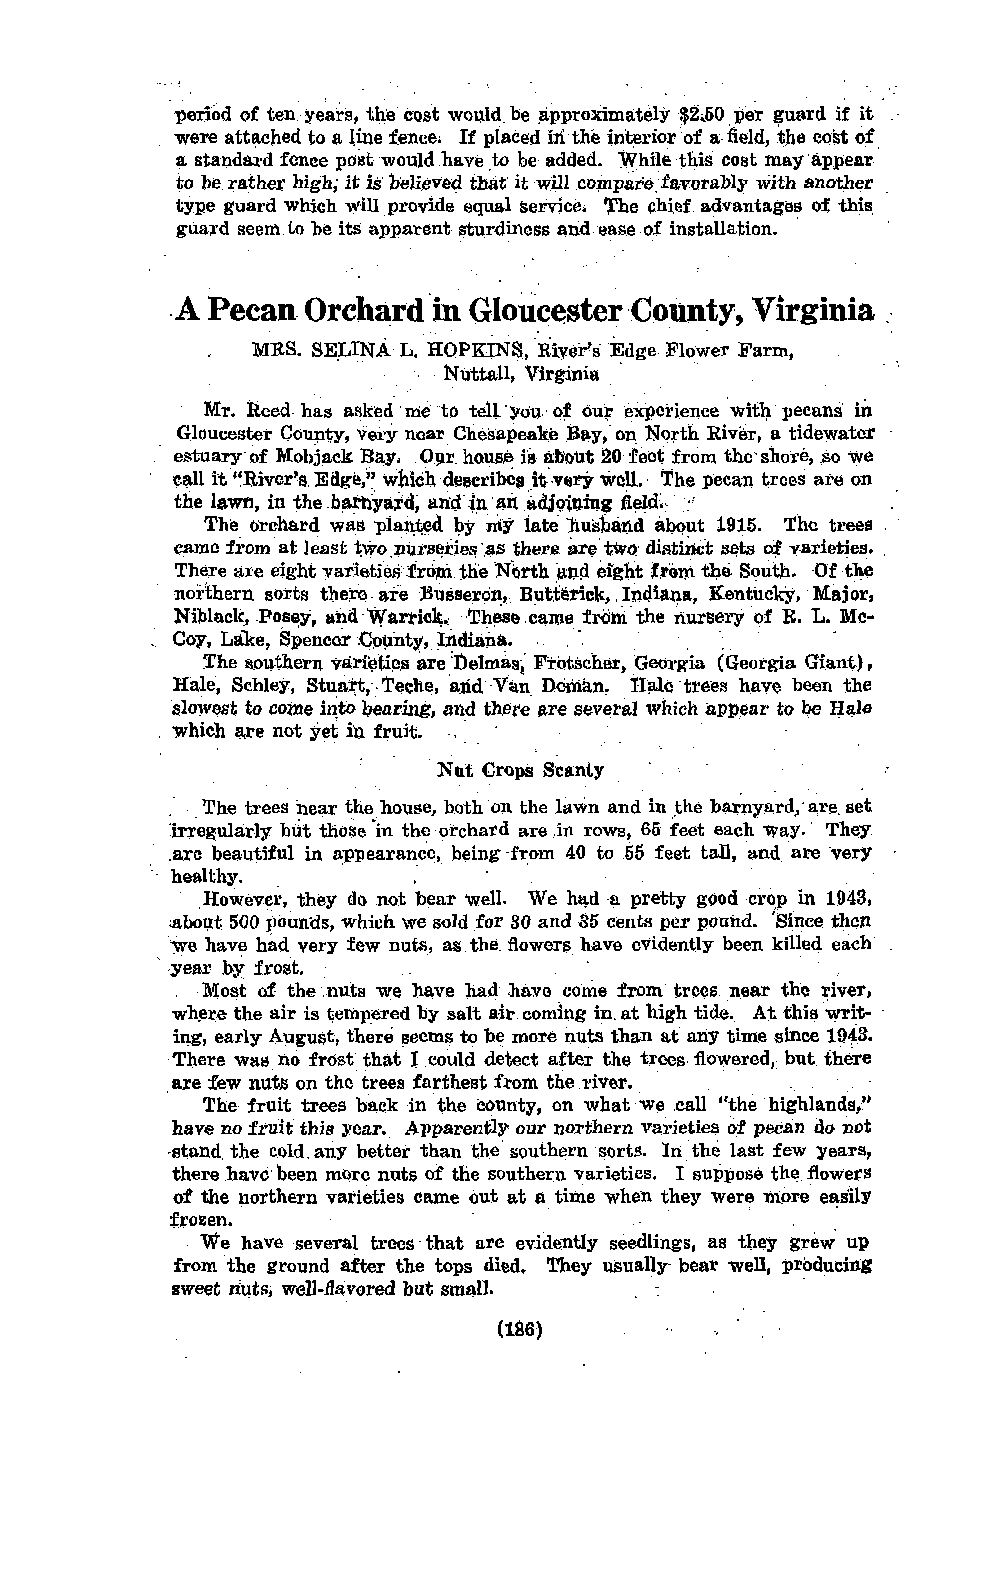 period of ten years, the cost would be approximately $2.50 per guard if it
were attached to a line fence. If placed in the interior of a field, the cost of
a standard fence post would have to be added. While this cost may appear
to be rather high, it is believed that it will compare favorably with another
type guard which will provide equal service. The chief advantages of this
guard seem to be its apparent sturdiness and ease of installation.
A Pecan Orchard in Gloucester County, Virginia
MRS. SELINA L. HOPKINS, River's Edge Flower Farm,
Nuttall, Virginia
Mr. Reed has asked me to tell you of our experience with pecans in
Gloucester County, very near Chesapeake Bay, on North River, a tidewater
estuary of Mobjack Bay. Our house is about 20 feet from the shore, so we
call it "River's Edge," which describes it very well. The pecan trees are on
the lawn, in the barnyard, and in an adjoining field.
The orchard was planted by my late husband about 1915. The trees
came from at least two nurseries as there are two distinct sets of varieties.
There are eight varieties from the North and eight from the South. Of the
northern sorts there are Busseron, Butterick, Indiana, Kentucky, Major,
Niblack, Posey, and Warrick. These came from the nursery of R. L. Mc-
Coy, Lake, Spencer County, Indiana.
The southern varieties are Delmas, Frotscher, Georgia (Georgia Giant),
Hale, Schley, Stuart, Teche, and Van Deman. Hale trees have been the
slowest to come into bearing, and there are several which appear to be Hale
which are not yet in fruit.
Nut Crops Scanty
The trees near the house, both on the lawn and in the barnyard, are set
irregularly but those in the orchard are in rows, 65 feet each way. They
are beautiful in appearance, being from 40 to 55 feet tall, and are very
healthy.
However, they do not bear well. We had a pretty good crop in 1943,
about 500 pounds, which we sold for 30 and 35 cents per pound. Since then
we have had very few nuts, as the flowers have evidently been killed each
year by frost.
Most of the nuts we have had have come from trees near the river,
where the air is tempered by salt air coming in at high tide. At this writ-
ing, early August, there seems to be more nuts than at any time since 1943.
There was no frost that I could detect after the trees flowered, but there
are few nuts on the trees farthest from the river.
The fruit trees back in the county, on what we call "the highlands,"
have no fruit this year. Apparently our northern varieties of pecan do not
stand the cold any better than the southern sorts. In the last few years,
there have been more nuts of the southern varieties. I suppose the flowers
of the northern varieties came out at a time when they were more easily
frozen.
We have several trees that are evidently seedlings, as they grew up
from the ground after the tops died. They usually bear well, producing
sweet nuts, well-flavored but small.
(186)